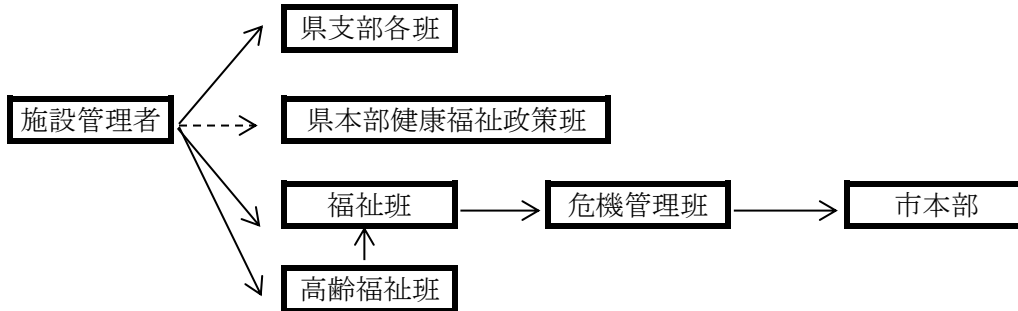 県支部各班
施設管理者
県本部健康福祉政策班
福祉班
危機管理班
市本部
高齢福祉班